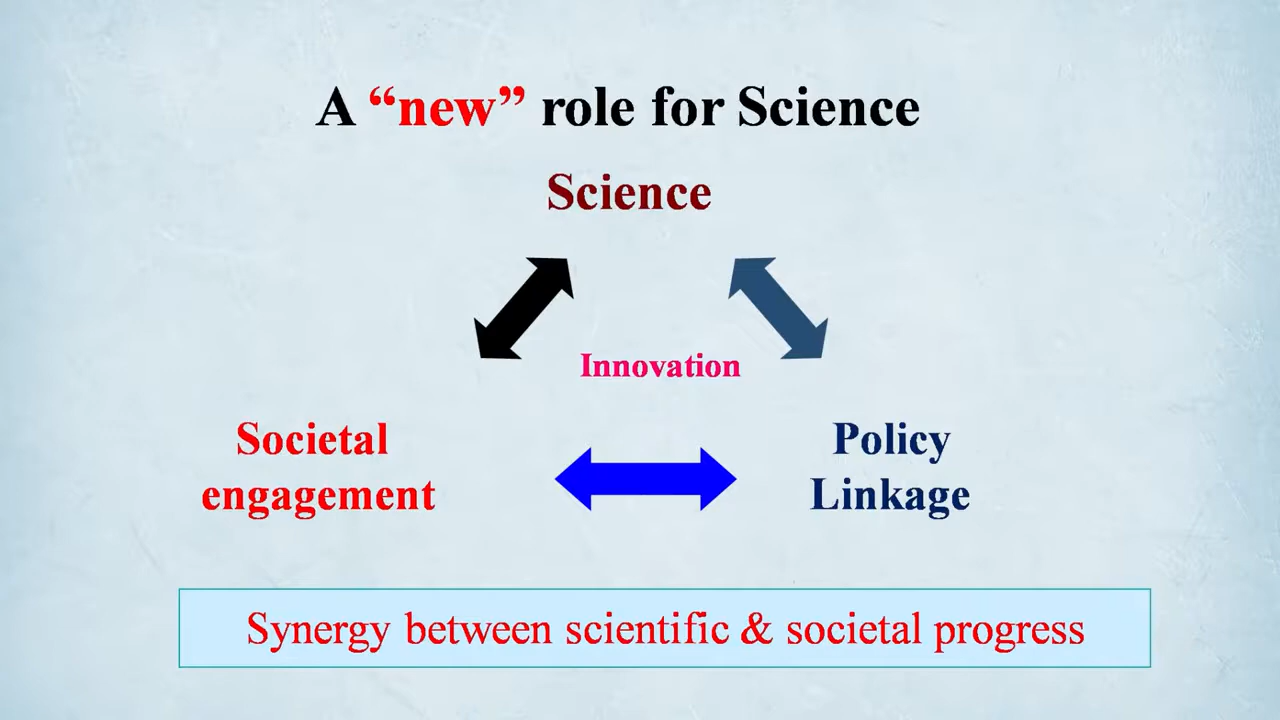 A “new” role for Science
Science
Innovation
Societal
engagement
Policy
Linkage
Synergy between scientific & societal progress